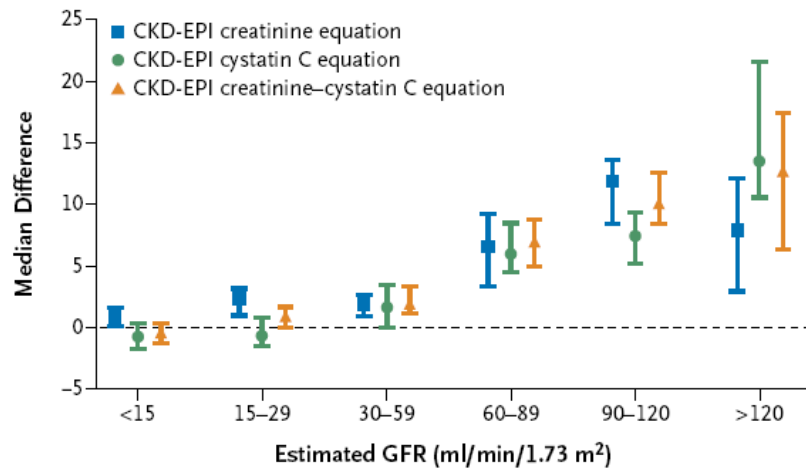 25
20
15
10
5
0
−5
Median Difference
CKD-EPI creatinine equation
CKD-EPI cystatin C equation
CKD-EPI creatinine–cystatin C equation
<15 15–29 30–59 60–89 90–120 >120
Estimated GFR (ml/min/1.73 m²)